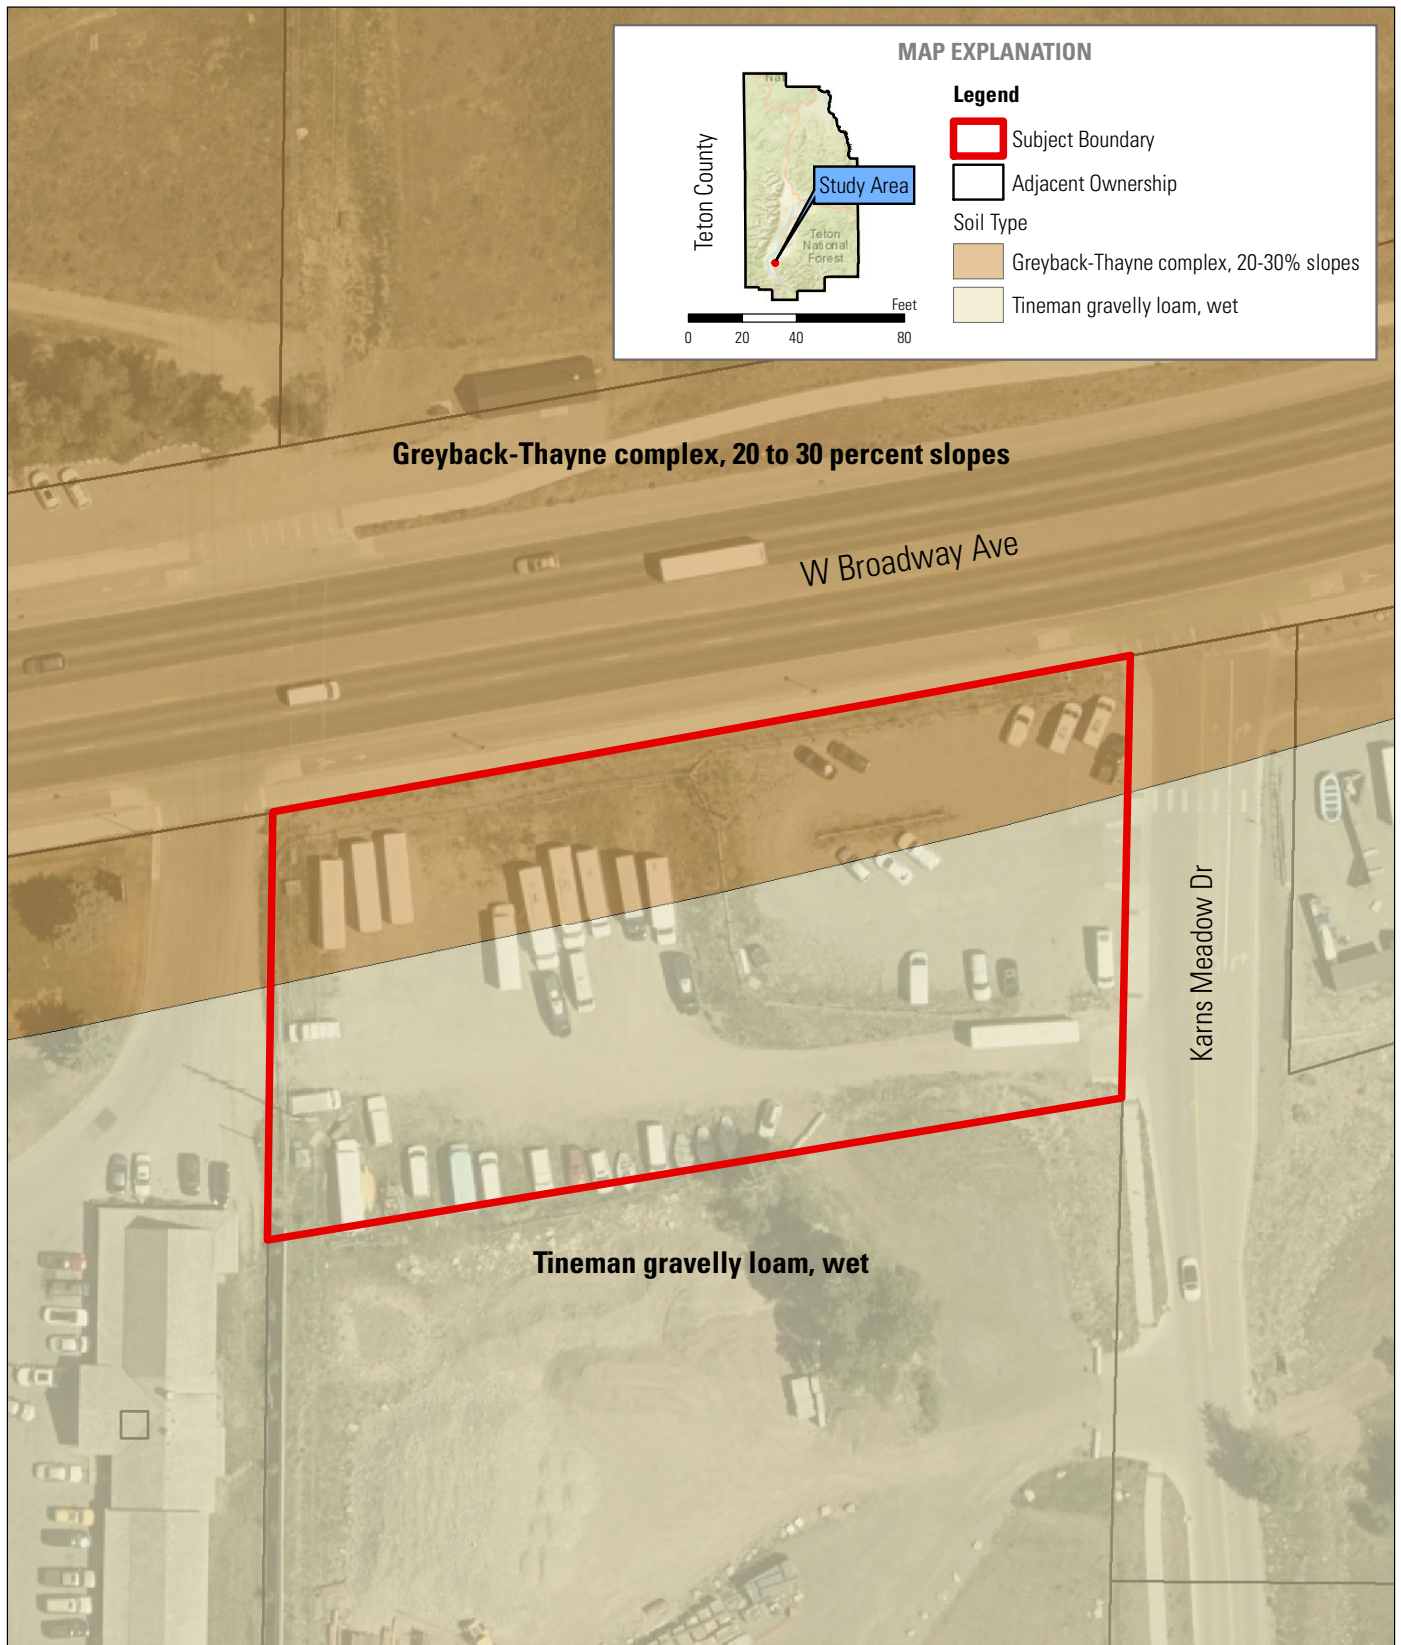 MAP EXPLANATION
Nat
Teton County
Study Area
Teton
National
Forest
Feet
0 20 40 80
Legend
Subject Boundary
Adjacent Ownership
Soil Type
Greyback-Thayne complex, 20-30% slopes
Tineman gravelly loam, wet
Greyback-Thayne complex, 20 to 30 percent slopes
W Broadway Ave
Karns Meadow Dr
Tineman gravelly loam, wet